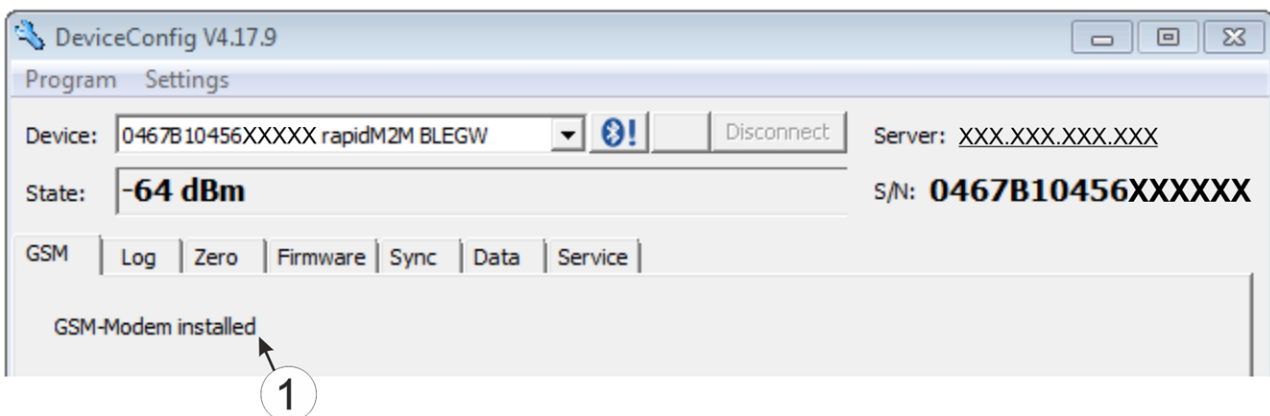 DeviceConfig V4.17.9
Program Settings
Device: 0467B10456XXXXX rapidM2M BLEGW ! Disconnect Server: XXX.XXX.XXX.XXX
State: -64 dBm S/N: 0467B10456XXXXXX
GSM Log Zero Firmware Sync Data Service
GSM-Modem installed
1